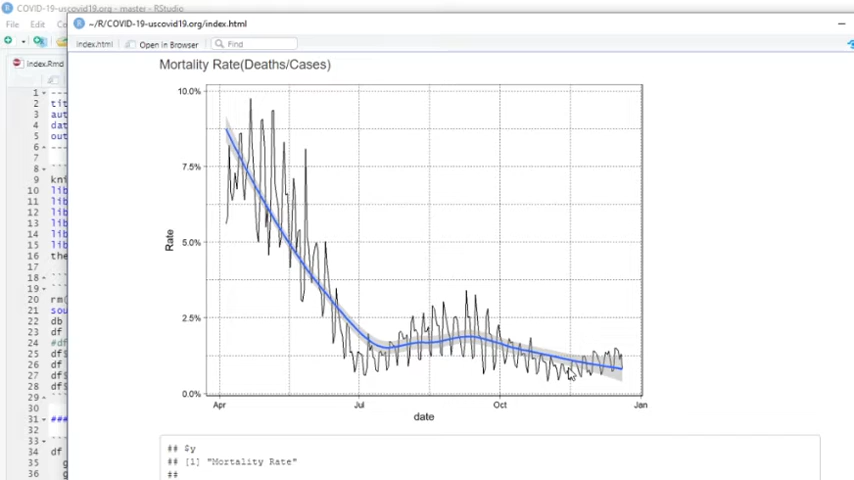 COVID-19-uscovid19.org - master - RStudio
File Edit
~/R/COVID-19-uscovid19.org/index.html
index.html Open in Browser Find
index.Rmd
Mortality Rate(Deaths/Cases)
10.0%
7.5%
5.0%
2.5%
0.0%
Rate
Apr Jul Oct Jan
date
1 ---
2 tit
3 aut
4 dat
5 out
6 ---
7
8
9 kni
10 lib
11 lib
12 lib
13 lib
14 lib
15 lib
16 the
17
18
19
20 rm(
21 sou
22 db
23 df
24 #df
25 df$
26 df
27 df$
28 df$
29
30
31 ###
32
33
34 df
35 g
36 g
## $y
## [1] "Mortality Rate"
##